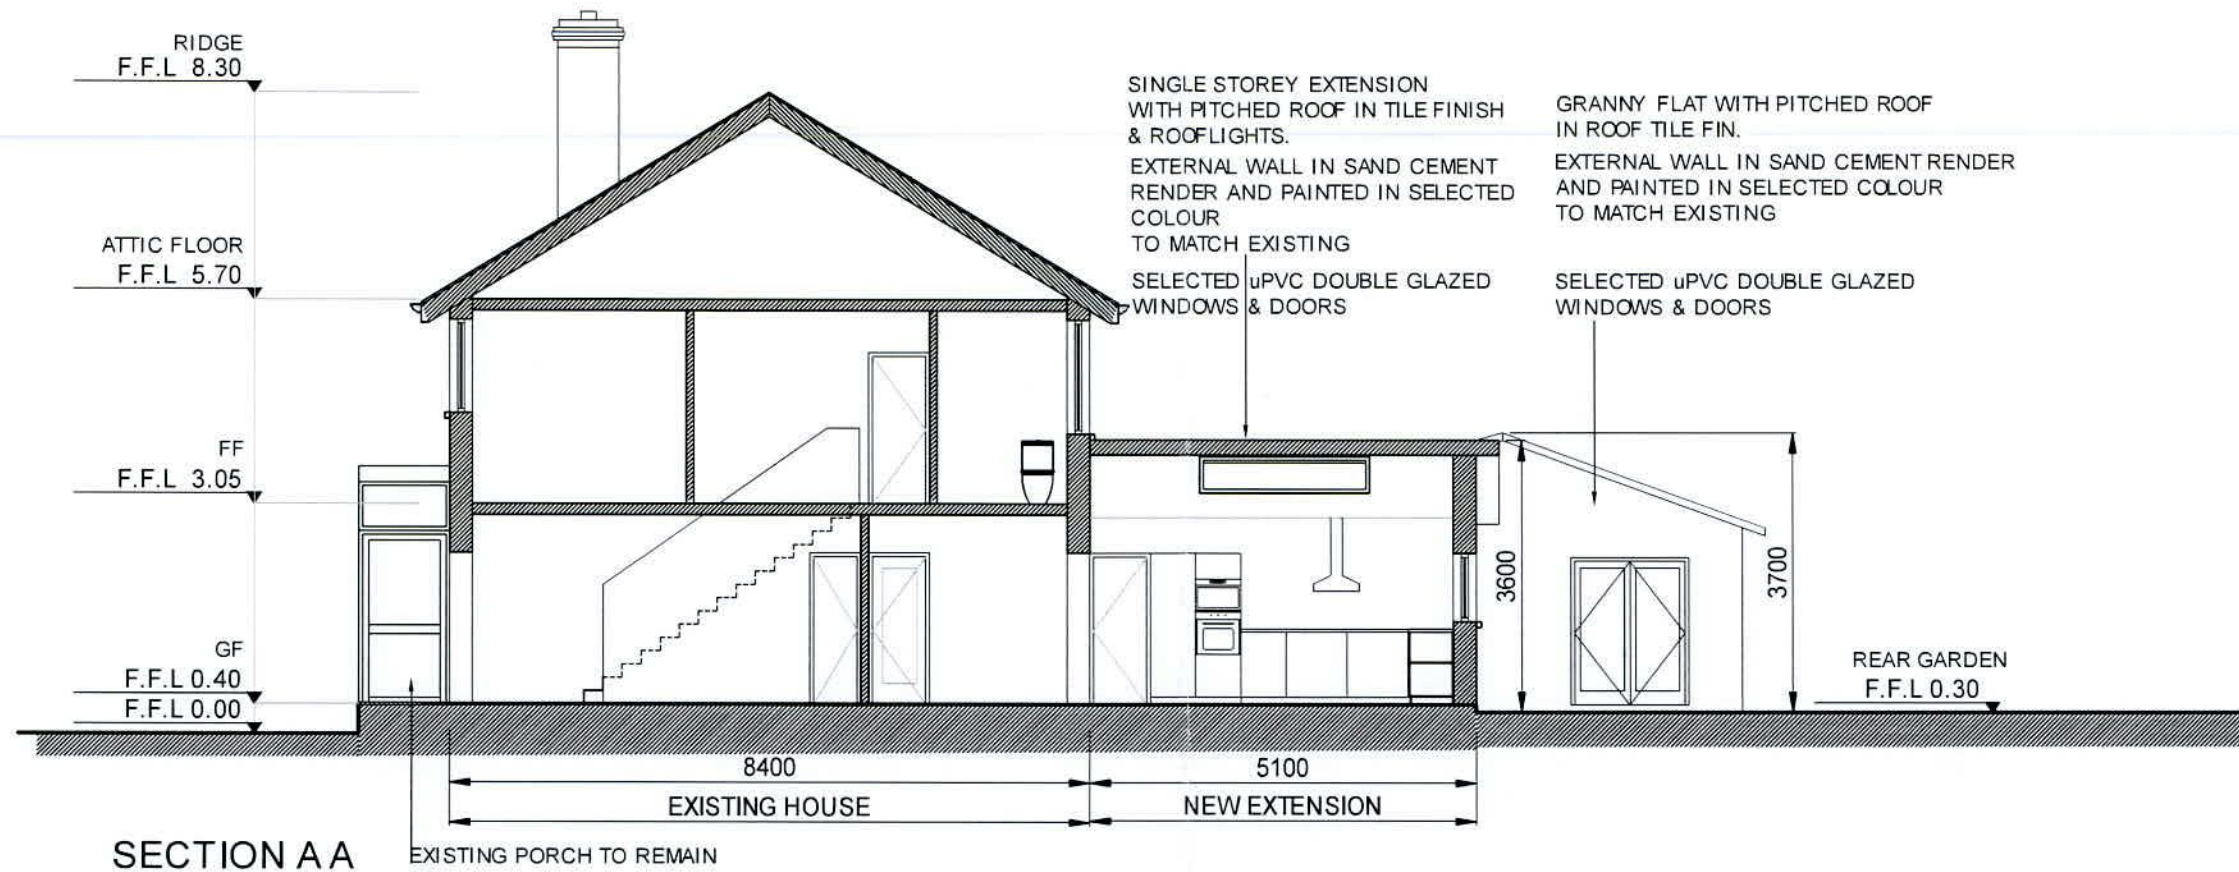 RIDGE
F.F.L 8.30
ATTIC FLOOR
F.F.L 5.70
FF
F.F.L 3.05
GF
F.F.L 0.40
F.F.L 0.00
SINGLE STOREY EXTENSION
WITH PITCHED ROOF IN TILE FINISH
& ROOFLIGHTS.
EXTERNAL WALL IN SAND CEMENT
RENDER AND PAINTED IN SELECTED
COLOUR
TO MATCH EXISTING
SELECTED uPVC DOUBLE GLAZED
WINDOWS & DOORS
GRANNY FLAT WITH PITCHED ROOF
IN ROOF TILE FIN.
EXTERNAL WALL IN SAND CEMENT RENDER
AND PAINTED IN SELECTED COLOUR
TO MATCH EXISTING
SELECTED uPVC DOUBLE GLAZED
WINDOWS & DOORS
3600
3700
REAR GARDEN
F.F.L 0.30
8400
5100
EXISTING HOUSE
NEW EXTENSION
SECTION A A
EXISTING PORCH TO REMAIN